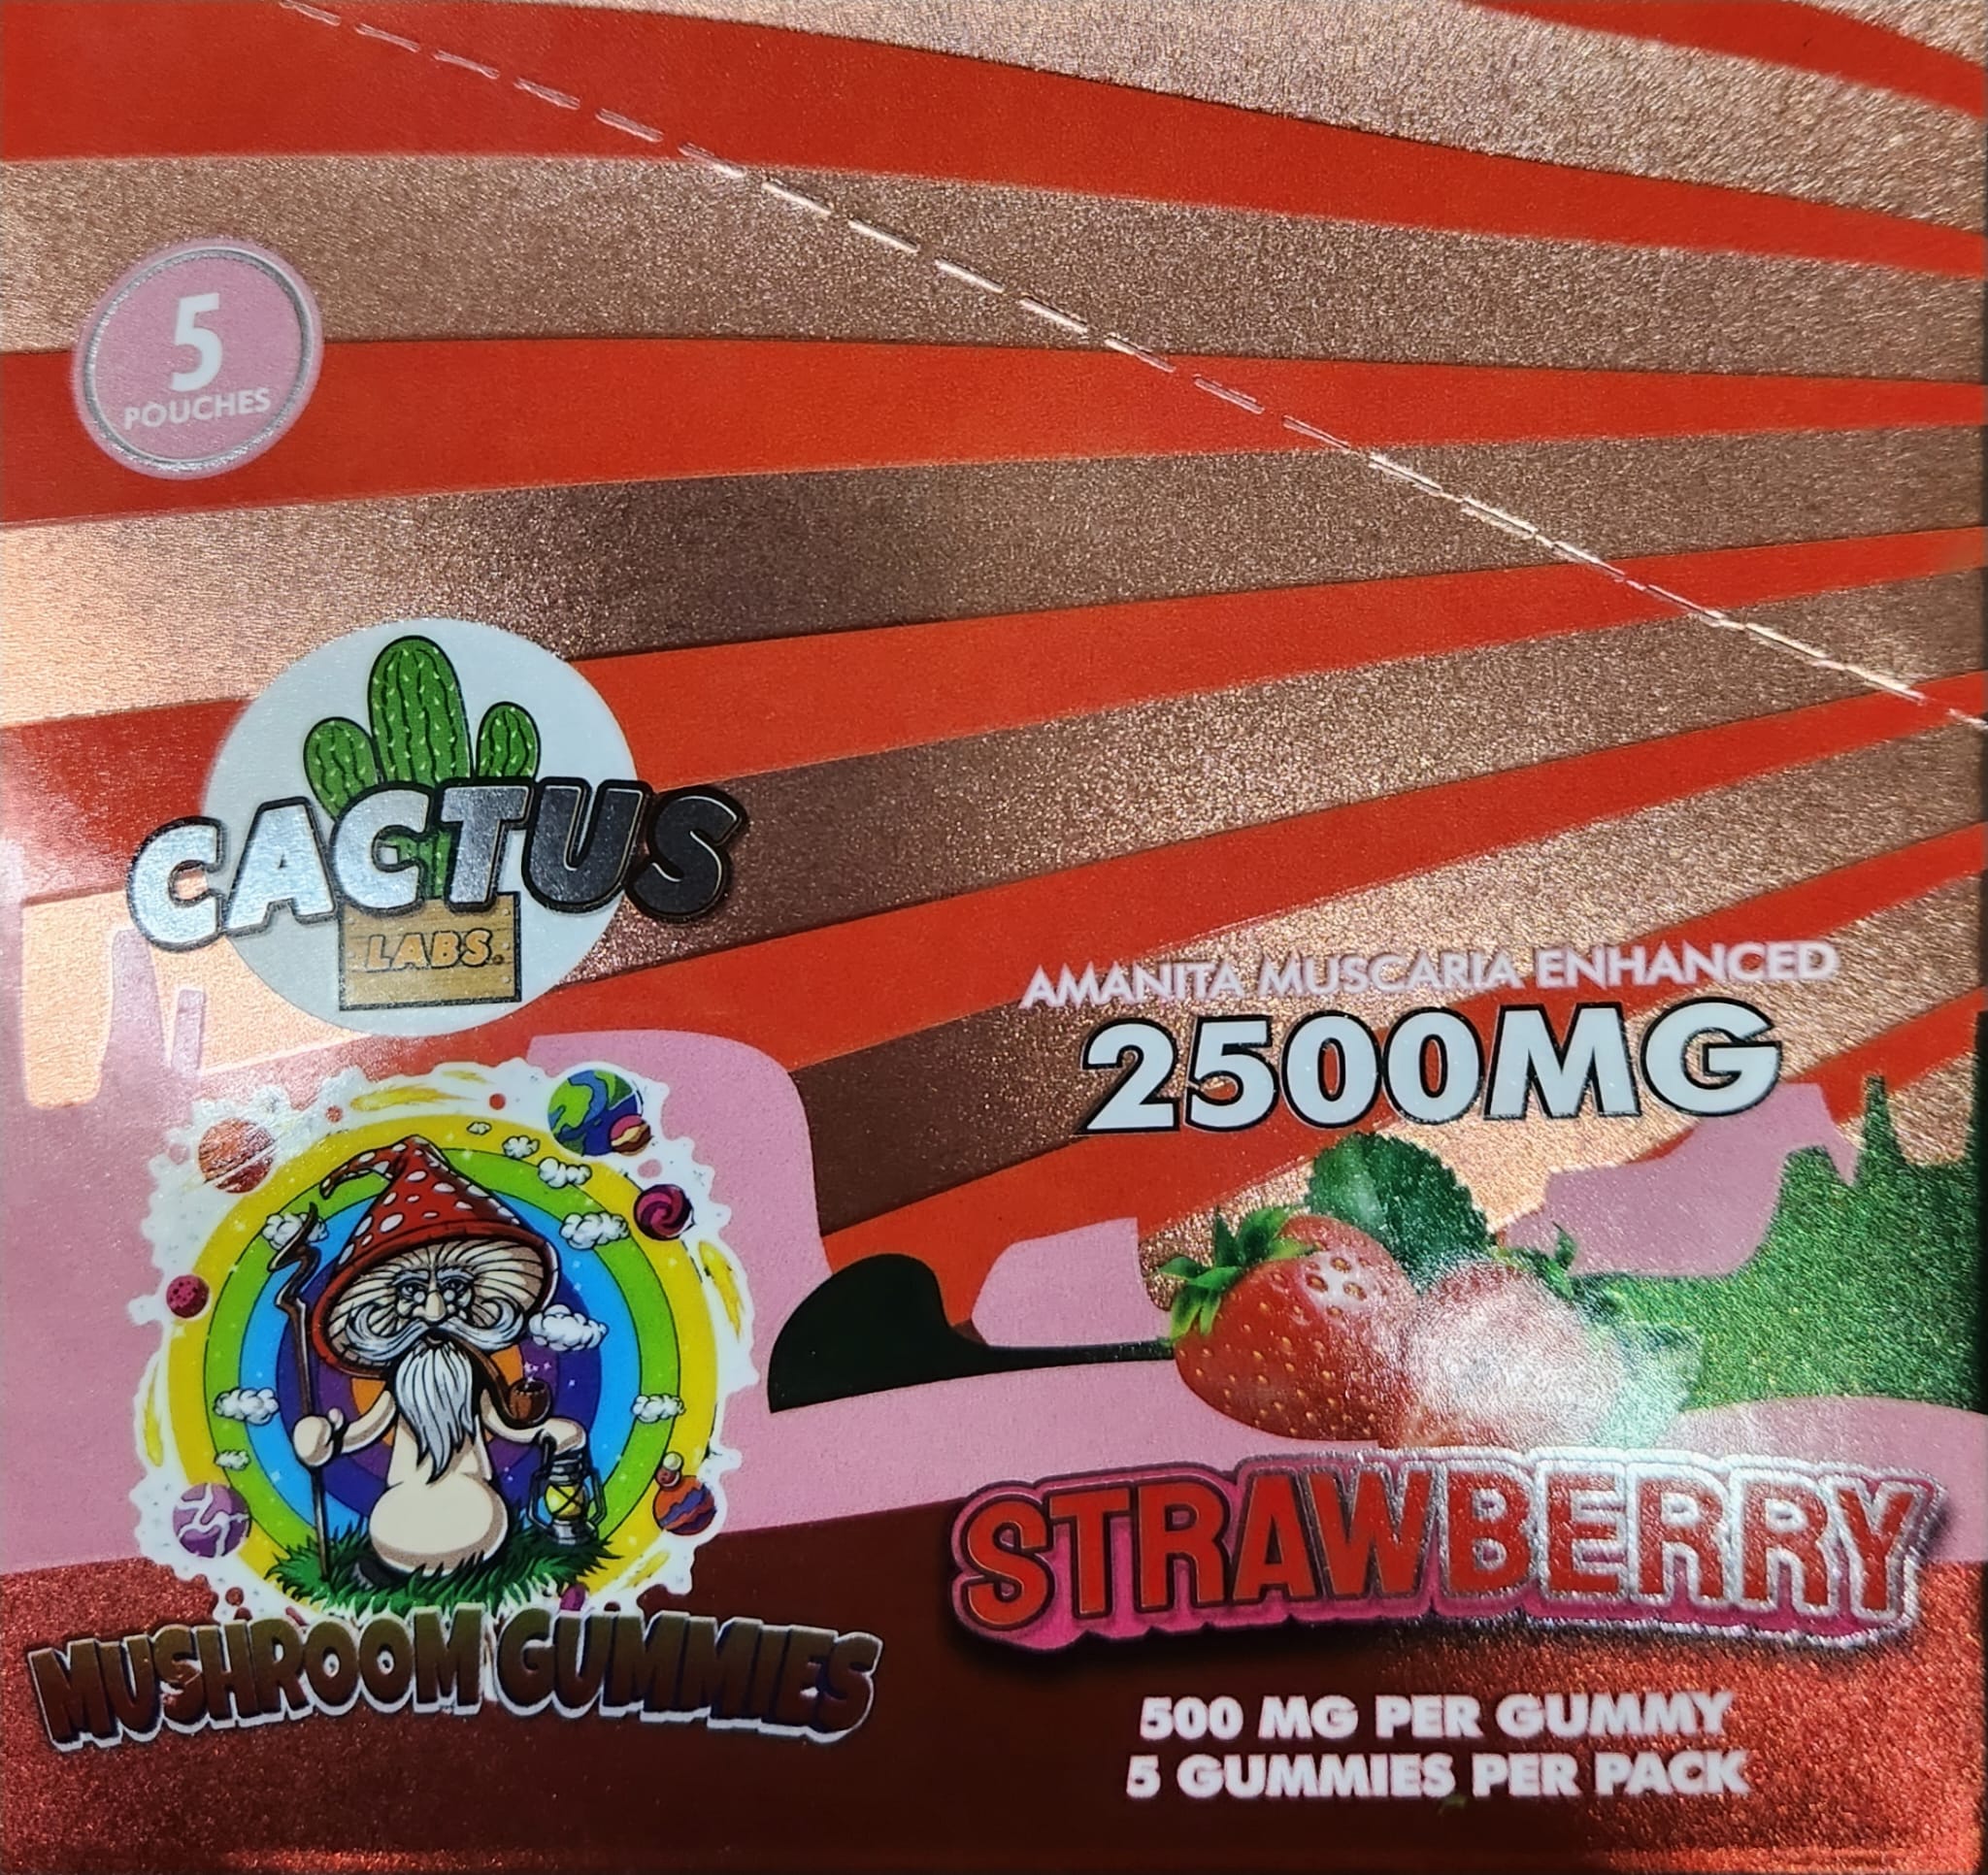 5
POUCHES
CACTUS
LABS.
AMANITA MUSCARIA ENHANCED
2500MG
STRAWBERRY
MUSHROOM GUMMIES
500 MG PER GUMMY
5 GUMMIES PER PACK